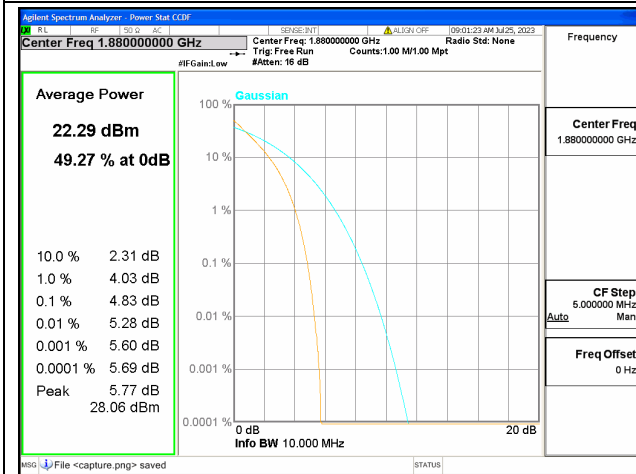 Agilent Spectrum Analyzer - Power Stat CCDF
RL RF 50 Ω AC SENSE:INT ALIGN OFF 09:01:23 AM Jul 25, 2023
Center Freq 1.880000000 GHz
Center Freq: 1.880000000 GHz Radio Std: None
Trig: Free Run Counts:1.00 M/1.00 Mpt
#IFGain:Low #Atten: 16 dB
Frequency
Average Power
22.29 dBm
49.27 % at 0dB
10.0 % 2.31 dB
1.0 % 4.03 dB
0.1 % 4.83 dB
0.01 % 5.28 dB
0.001 % 5.60 dB
0.0001 % 5.69 dB
Peak 5.77 dB
28.06 dBm
Gaussian
100 %
10 %
1 %
0.1 %
0.01 %
0.001 %
0.0001 %
0 dB 20 dB
Info BW 10.000 MHz
Center Freq
1.880000000 GHz
CF Step
5.000000 MHz
Auto Man
Freq Offset
0 Hz
MSG File <capture.png> saved STATUS